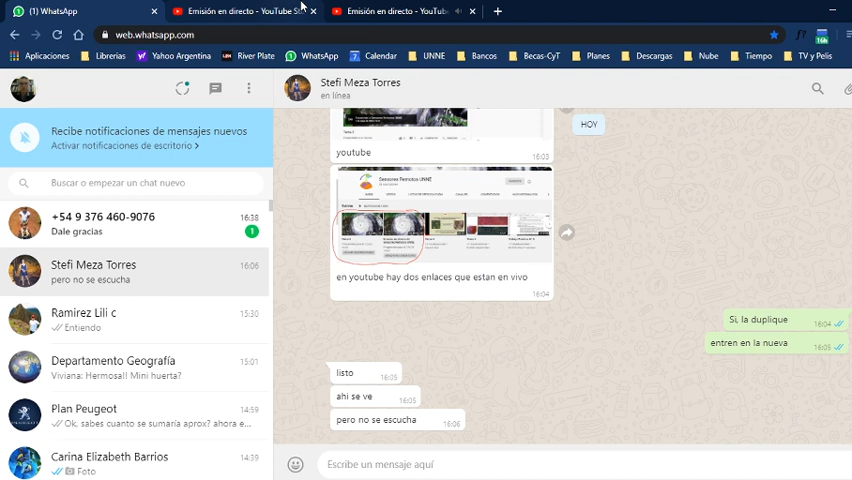 (1) WhatsApp
Emisión en directo - YouTube St
Emisión en directo - YouTube
web.whatsapp.com
Aplicaciones
Librerias
Yahoo Argentina
River Plate
WhatsApp
Calendar
UNNE
Bancos
Becas-CyT
Planes
Descargas
Nube
Tiempo
TV y Pelis
Stefi Meza Torres
en línea
Recibe notificaciones de mensajes nuevos
Activar notificaciones de escritorio >
Buscar o empezar un chat nuevo
+54 9 376 460-9076
16:38
Dale gracias
1
Stefi Meza Torres
16:06
pero no se escucha
Ramirez Lili c
15:30
Entiendo
Departamento Geografía
15:01
Viviana: Hermosa!! Mini huerta?
Plan Peugeot
14:59
Ok, sabes cuanto se sumaría aprox? ahora e...
Carina Elizabeth Barrios
14:39
Foto
HOY
youtube
16:03
Sensores Remotos UNNE
en youtube hay dos enlaces que estan en vivo
16:04
Si, la duplique
16:04
entren en la nueva
16:05
listo
16:05
ahi se ve
16:05
pero no se escucha
16:06
Escribe un mensaje aquí